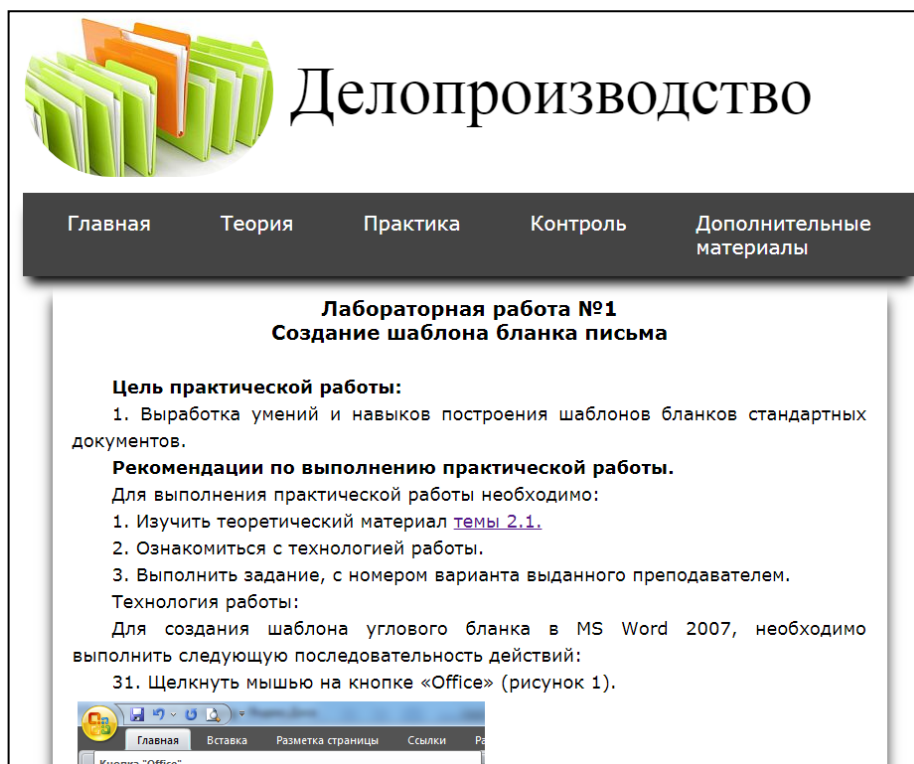 Делопроизводство
Главная Теория Практика Контроль Дополнительные
материалы
Лабораторная работа №1
Создание шаблона бланка письма
Цель практической работы:
1. Выработка умений и навыков построения шаблонов бланков стандартных
документов.
Рекомендации по выполнению практической работы.
Для выполнения практической работы необходимо:
1. Изучить теоретический материал темы 2.1.
2. Ознакомиться с технологией работы.
3. Выполнить задание, с номером варианта выданного преподавателем.
Технология работы:
Для создания шаблона углового бланка в MS Word 2007, необходимо
выполнить следующую последовательность действий:
31. Щелкнуть мышью на кнопке «Office» (рисунок 1).
Главная Вставка Разметка страницы Ссылки Ра
Кнопка "Office"